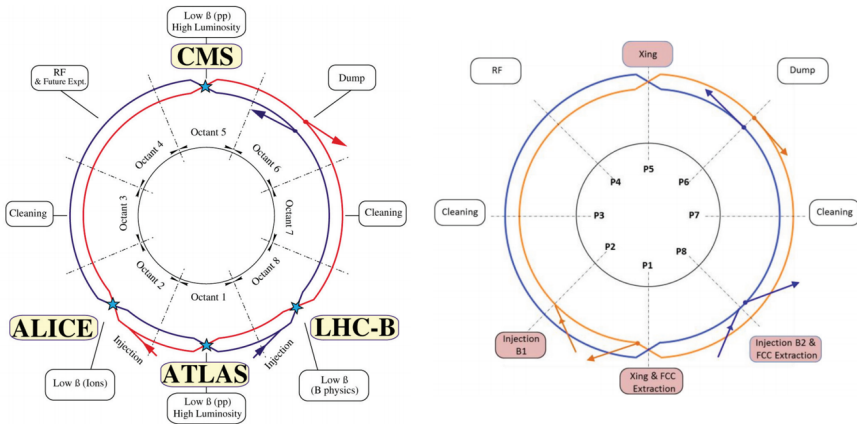 Low ß (pp)
High Luminosity
CMS
RF
& Future Expt.
Dump
Octant 5
Octant 4
Octant 6
Octant 3
Octant 7
Octant 2
Octant 8
Octant 1
Cleaning
Cleaning
ALICE
LHC-B
Injection
Injection
ATLAS
Low ß (Ions)
Low ß (pp)
High Luminosity
Low ß
(B physics)
Xing
RF
Dump
P5
P4
P6
P3
P7
P2
P8
P1
Cleaning
Cleaning
Injection
B1
Xing & FCC
Extraction
Injection B2 &
FCC Extraction